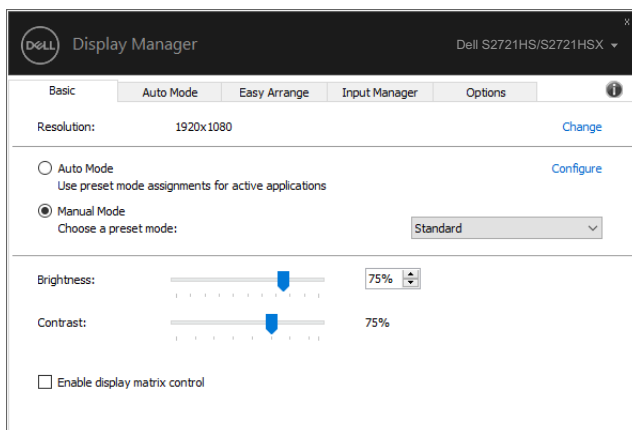 x
DELL Display Manager Dell S2721HS/S2721HSX
Basic Auto Mode Easy Arrange Input Manager Options i
Resolution: 1920x1080 Change
Auto Mode Configure
Use preset mode assignments for active applications
Manual Mode
Choose a preset mode: Standard
Brightness: 75%
Contrast: 75%
Enable display matrix control